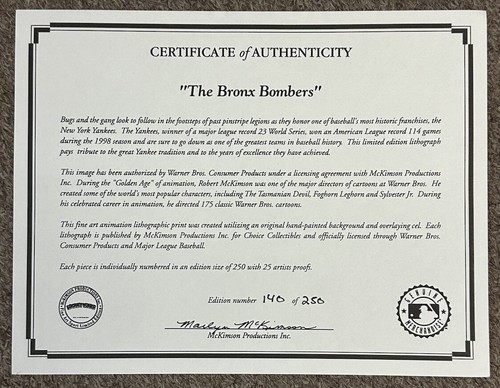 CERTIFICATE of AUTHENTICITY
"The Bronx Bombers"
Bugs and the gang look to follow in the footsteps of past pinstripe legions as they honor one of baseball's most historic franchises, the
New York Yankees. The Yankees, winner of a major league record 23 World Series, won an American League record 114 games
during the 1998 season and are sure to go down as one of the greatest teams in baseball history. This limited edition lithograph
pays tribute to the great Yankee tradition and to the years of excellence they have achieved.
This image has been authorized by Warner Bros. Consumer Products under a licensing agreement with McKimson Productions
Inc. During the "Golden Age" of animation, Robert McKimson was one of the major directors of cartoons at Warner Bros. He
created some of the world's most popular characters, including The Tasmanian Devil, Foghorn Leghorn and Sylvester Jr. During
his celebrated career in animation, he directed 175 classic Warner Bros. cartoons.
This fine art animation lithographic print was created utilizing an original hand-painted background and overlaying cel. Each
lithograph is published by McKimson Productions Inc. for Choice Collectibles and officially licensed through Warner Bros.
Consumer Products and Major League Baseball.
Each piece is individually numbered in an edition size of 250 with 25 artists proofs.
Edition number 140 of 250
Marilyn McKimson
McKimson Productions Inc.
GENUINE
MERCHANDISE